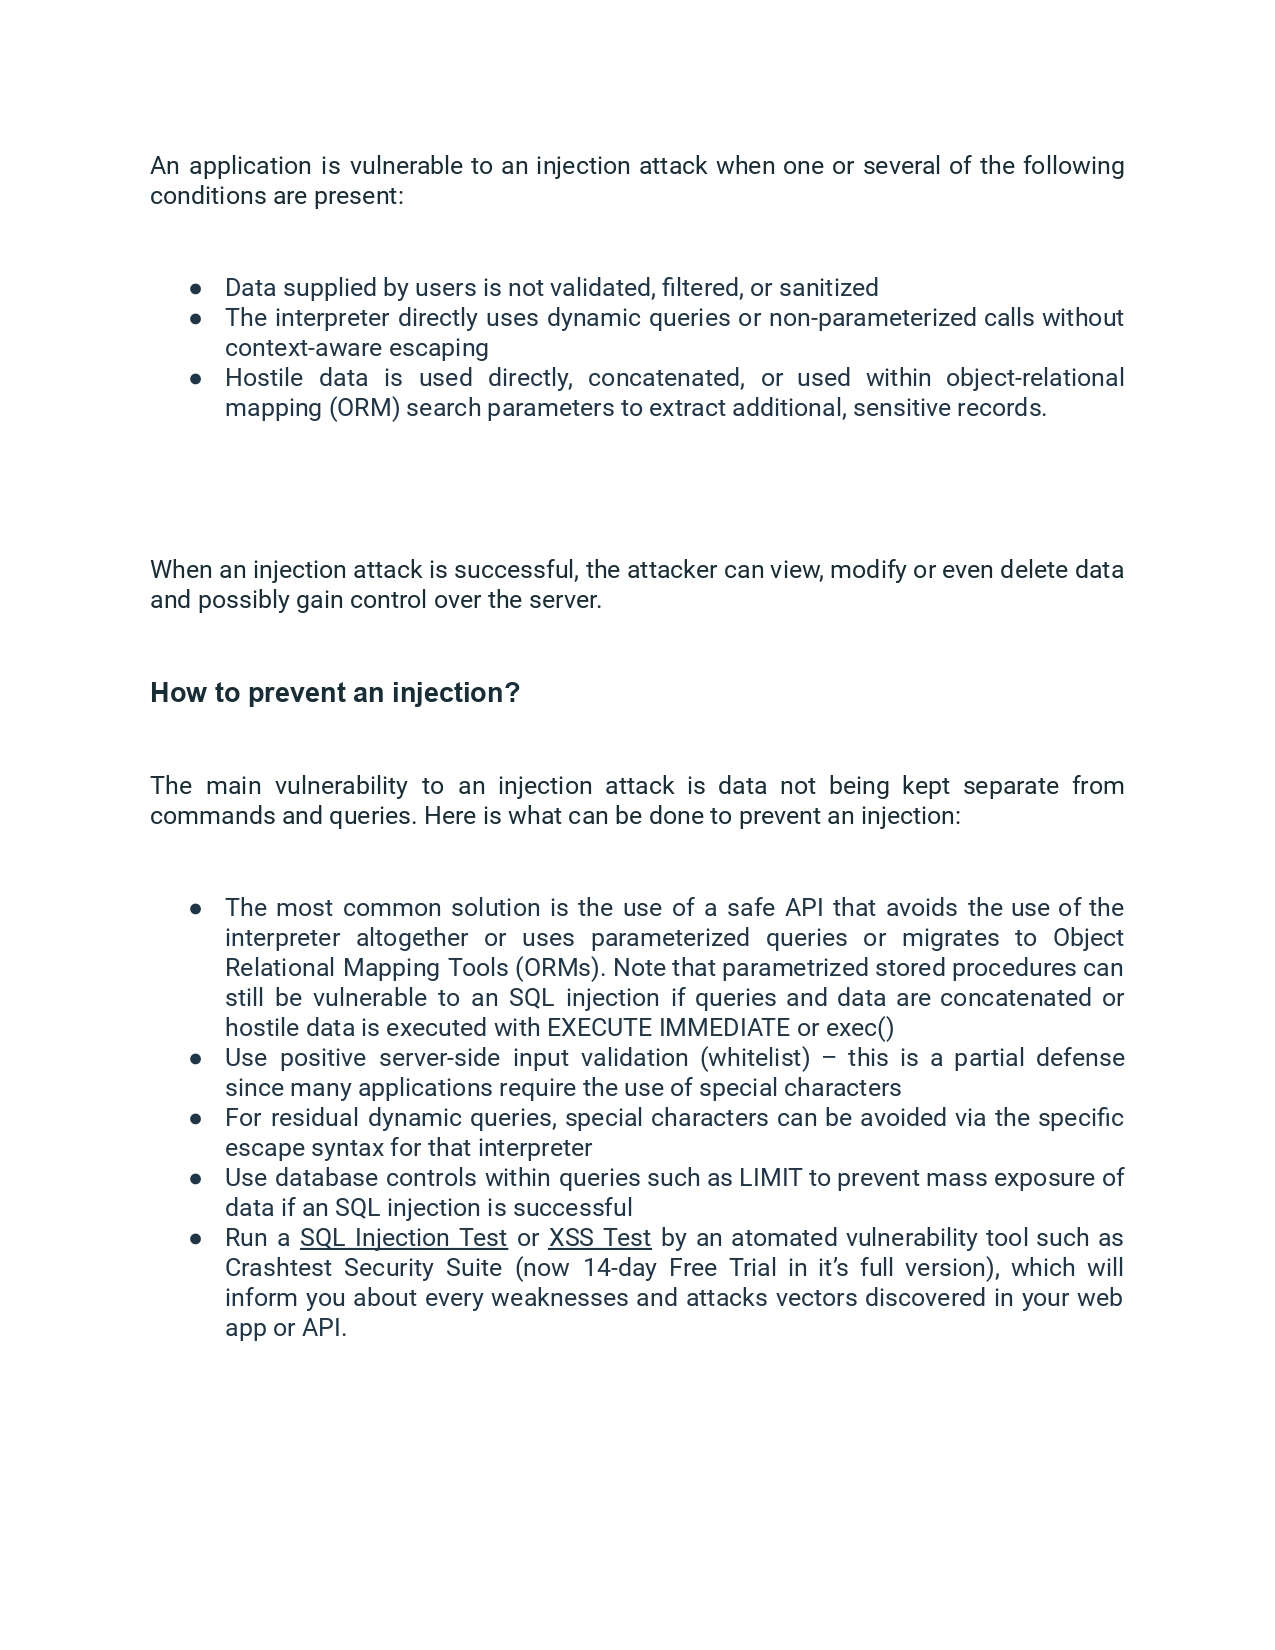 An application is vulnerable to an injection attack when one or several of the following
conditions are present:
● Data supplied by users is not validated, filtered, or sanitized
● The interpreter directly uses dynamic queries or non-parameterized calls without
context-aware escaping
● Hostile data is used directly, concatenated, or used within object-relational
mapping (ORM) search parameters to extract additional, sensitive records.
When an injection attack is successful, the attacker can view, modify or even delete data
and possibly gain control over the server.
How to prevent an injection?
The main vulnerability to an injection attack is data not being kept separate from
commands and queries. Here is what can be done to prevent an injection:
● The most common solution is the use of a safe API that avoids the use of the
interpreter altogether or uses parameterized queries or migrates to Object
Relational Mapping Tools (ORMs). Note that parametrized stored procedures can
still be vulnerable to an SQL injection if queries and data are concatenated or
hostile data is executed with EXECUTE IMMEDIATE or exec()
● Use positive server-side input validation (whitelist) – this is a partial defense
since many applications require the use of special characters
● For residual dynamic queries, special characters can be avoided via the specific
escape syntax for that interpreter
● Use database controls within queries such as LIMIT to prevent mass exposure of
data if an SQL injection is successful
● Run a SQL Injection Test or XSS Test by an atomated vulnerability tool such as
Crashtest Security Suite (now 14-day Free Trial in it’s full version), which will
inform you about every weaknesses and attacks vectors discovered in your web
app or API.